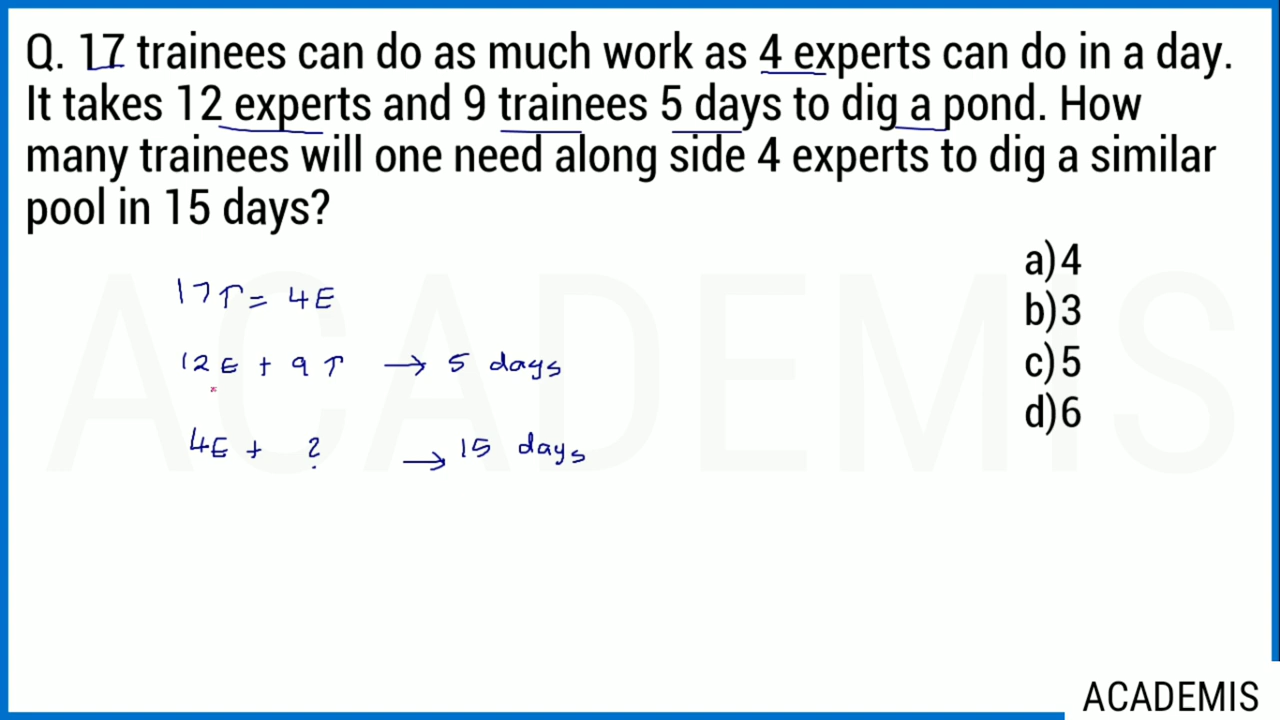 Q. 17 trainees can do as much work as 4 experts can do in a day.
It takes 12 experts and 9 trainees 5 days to dig a pond. How
many trainees will one need along side 4 experts to dig a similar
pool in 15 days?
a)4
b)3
c)5
d)6
17T = 4E
12E + 9T → 5 days
4E + ? → 15 days
ACADEMIS
ACADEMIS